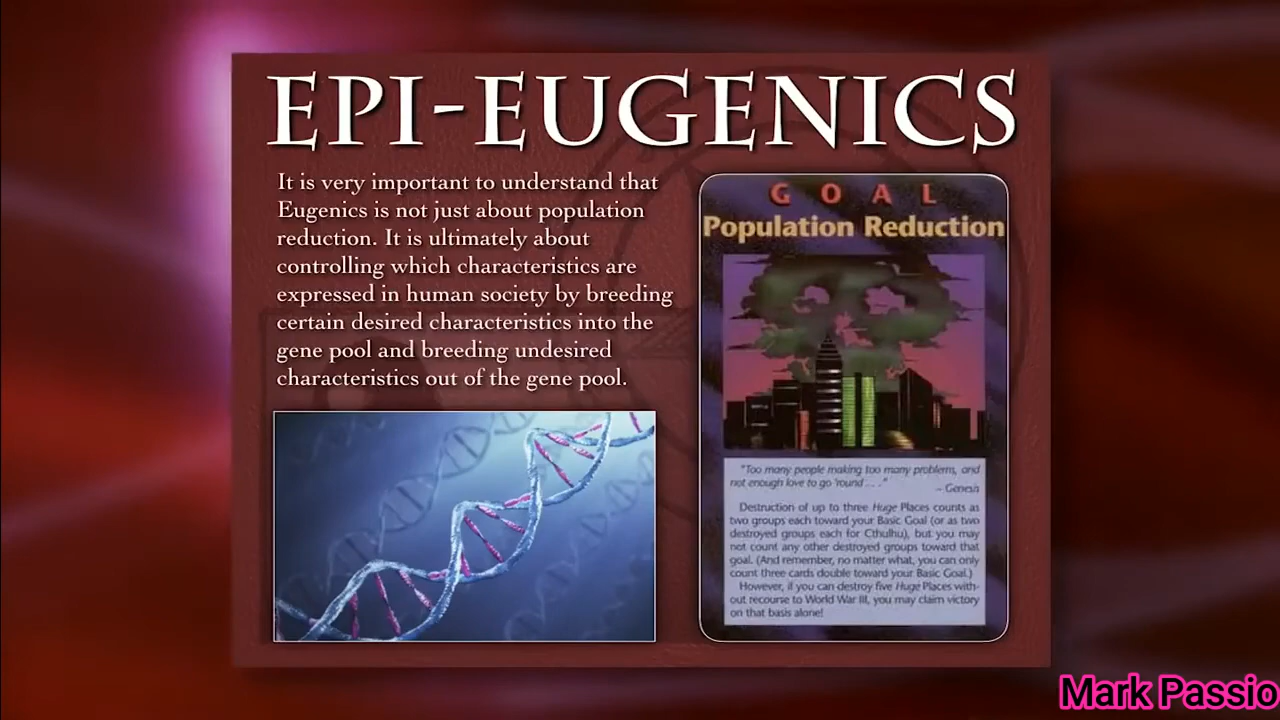 EPI-EUGENICS
It is very important to understand that
Eugenics is not just about population
reduction. It is ultimately about
controlling which characteristics are
expressed in human society by breeding
certain desired characteristics into the
gene pool and breeding undesired
characteristics out of the gene pool.
GOAL
Population Reduction
"Too many people making too many problems, and
not enough love to go 'round . . ."
– Genesis
Destruction of up to three Huge Places counts as
two groups each toward your Basic Goal (or as two
destroyed groups each for Cthulhu), but you may
not count any other destroyed groups toward that
goal. (And remember, no matter what, you can only
count three cards double toward your Basic Goal.)
However, if you can destroy five Huge Places with-
out recourse to World War III, you may claim victory
on that basis alone!
Mark Passio